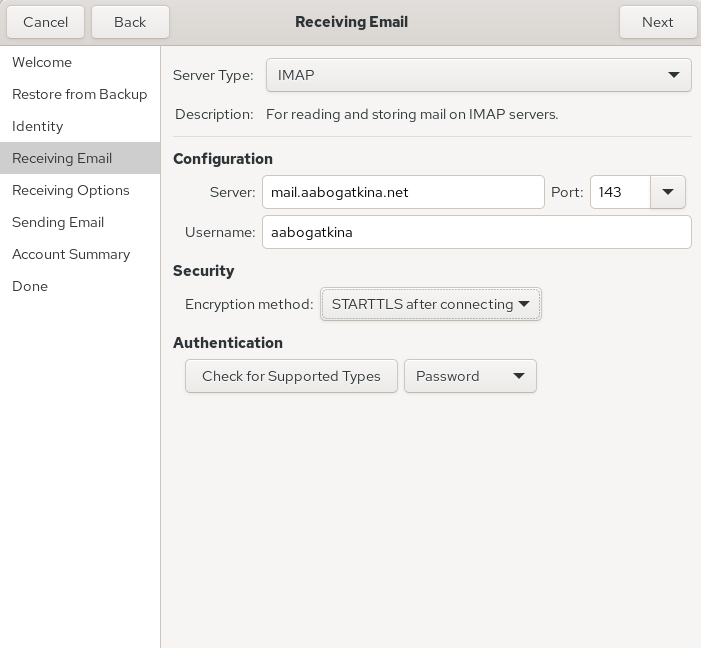 Cancel Back Receiving Email Next
Welcome
Restore from Backup
Identity
Receiving Email
Receiving Options
Sending Email
Account Summary
Done
Server Type: IMAP
Description: For reading and storing mail on IMAP servers.
Configuration
Server: mail.aabogatkina.net Port: 143
Username: aabogatkina
Security
Encryption method: STARTTLS after connecting
Authentication
Check for Supported Types Password